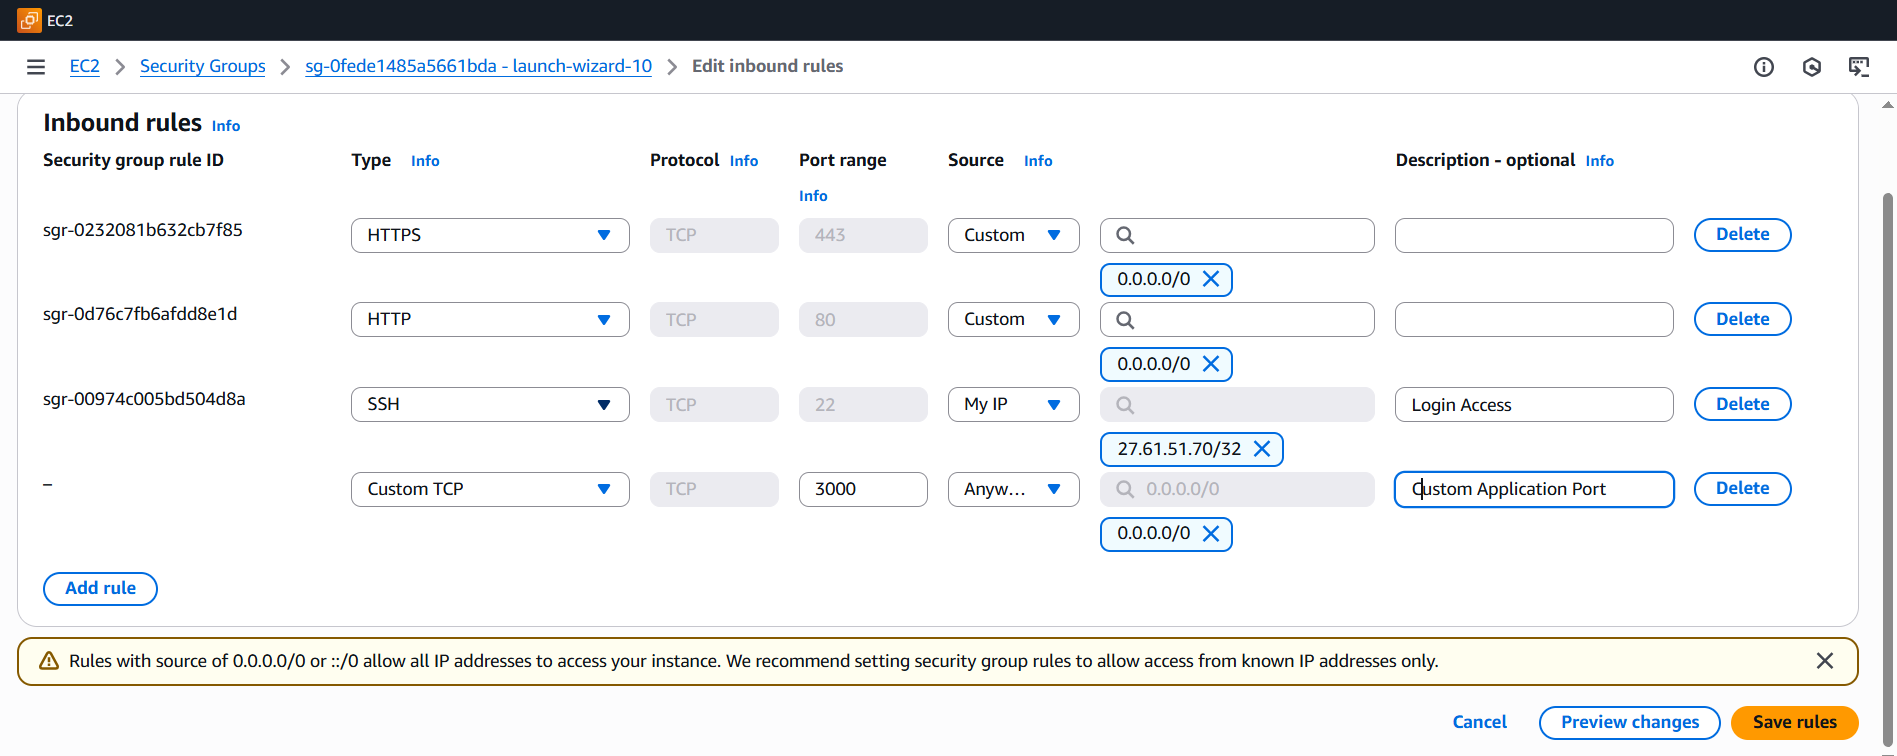 EC2
EC2 > Security Groups > sg-0fede1485a5661bda - launch-wizard-10 > Edit inbound rules
Inbound rules Info
Security group rule ID Type Info Protocol Info Port range Info Source Info Description - optional Info
sgr-0232081b632cb7f85 HTTPS TCP 443 Custom Delete
0.0.0.0/0
sgr-0d76c7fb6afdd8e1d HTTP TCP 80 Custom Delete
0.0.0.0/0
sgr-00974c005bd504d8a SSH TCP 22 My IP Login Access Delete
27.61.51.70/32
– Custom TCP TCP 3000 Anyw... 0.0.0.0/0 Custom Application Port Delete
0.0.0.0/0
Add rule
Rules with source of 0.0.0.0/0 or ::/0 allow all IP addresses to access your instance. We recommend setting security group rules to allow access from known IP addresses only.
Cancel Preview changes Save rules